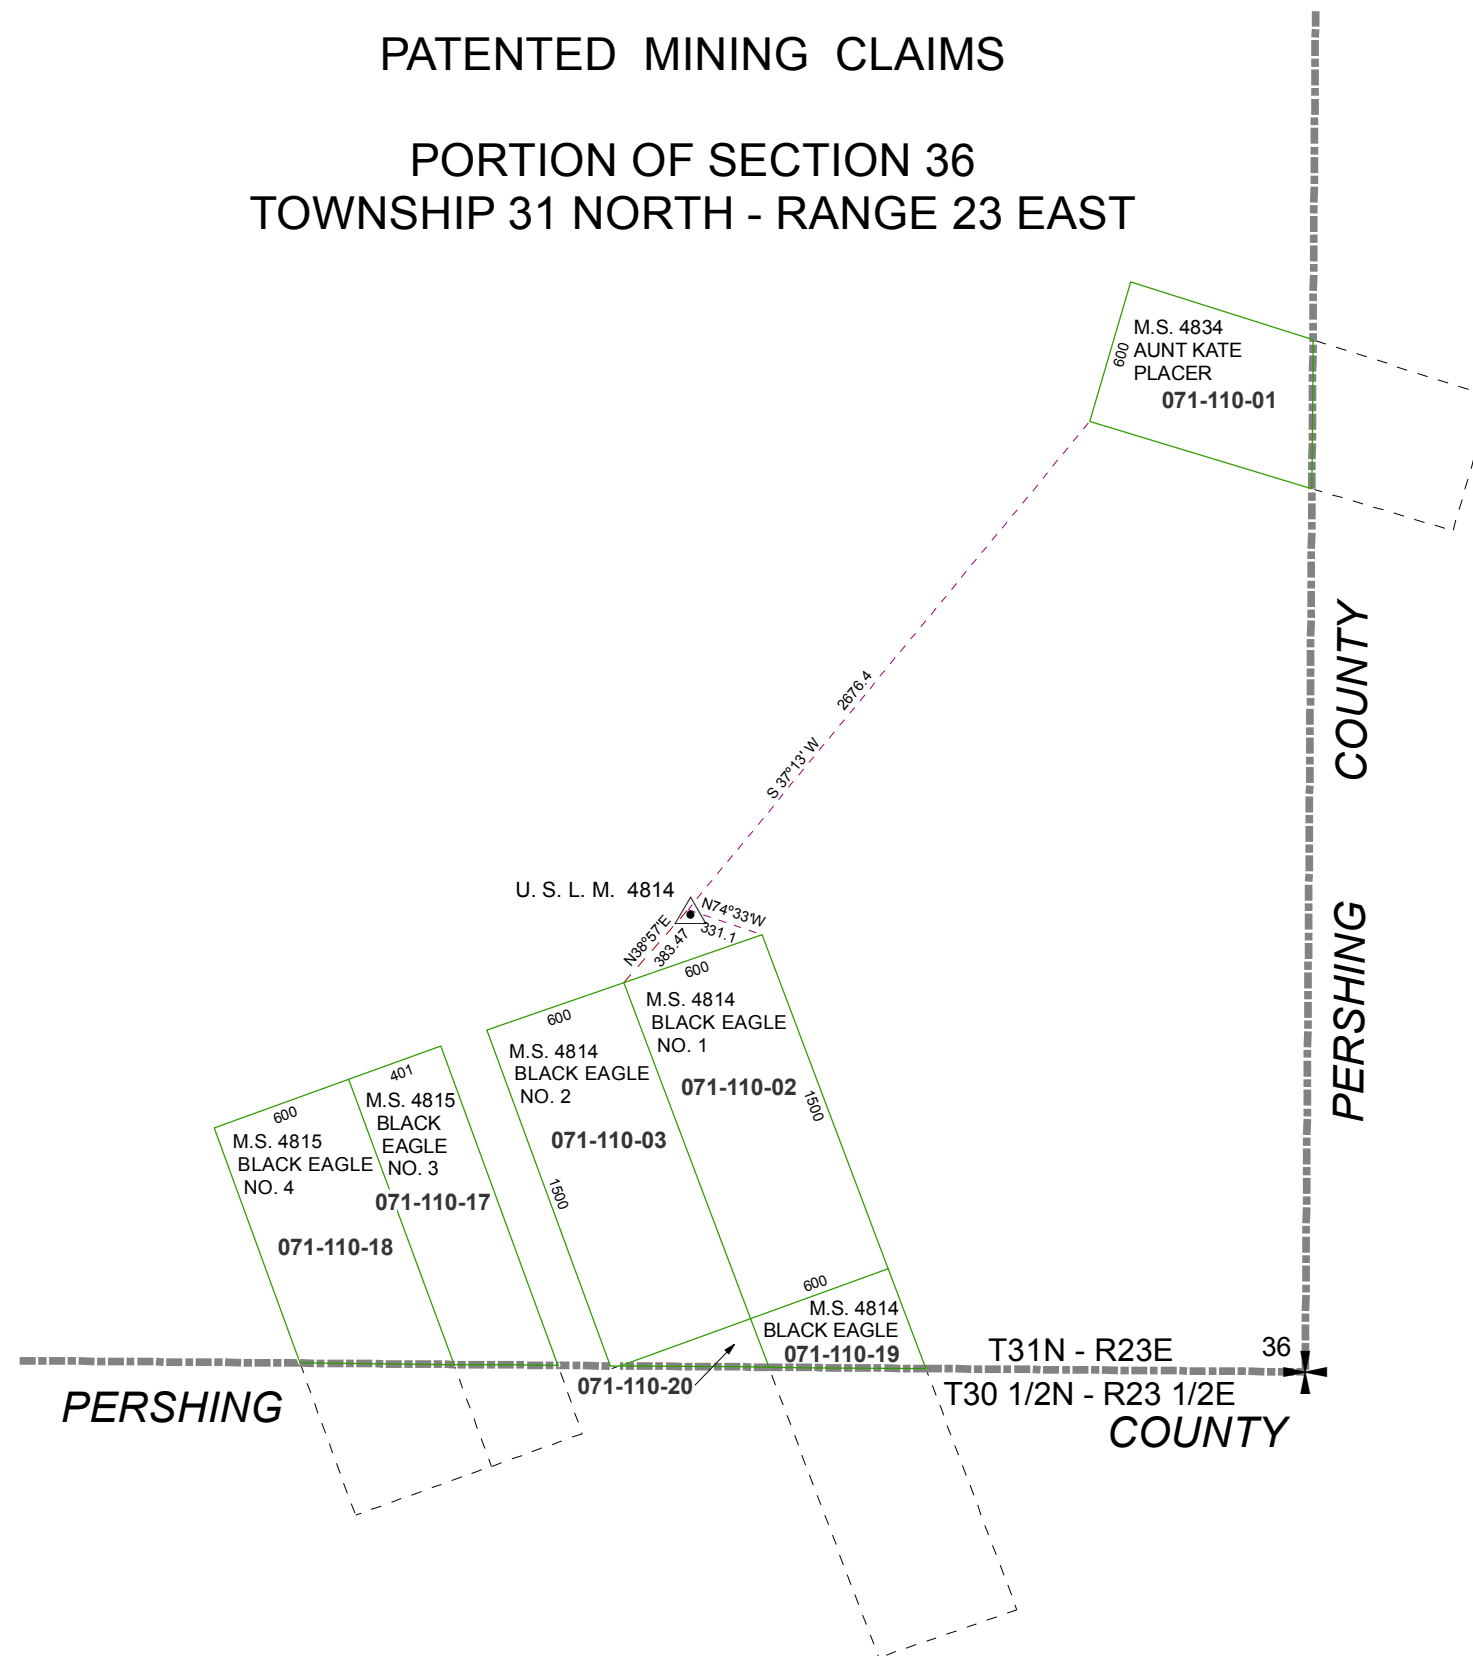 PATENTED MINING CLAIMS
PORTION OF SECTION 36
TOWNSHIP 31 NORTH - RANGE 23 EAST
M.S. 4834
AUNT KATE
PLACER
071-110-01
600
2676.4
S 37°13' W
COUNTY
PERSHING
U. S. L. M. 4814
N74°33'W
331.1
N38°57'E
383.47
600
M.S. 4814
BLACK EAGLE
NO. 1
071-110-02
1500
600
M.S. 4814
BLACK EAGLE
NO. 2
071-110-03
1500
401
M.S. 4815
BLACK
EAGLE
NO. 3
071-110-17
600
M.S. 4815
BLACK EAGLE
NO. 4
071-110-18
600
M.S. 4814
BLACK EAGLE
071-110-19
071-110-20
T31N - R23E
36
T30 1/2N - R23 1/2E
PERSHING
COUNTY